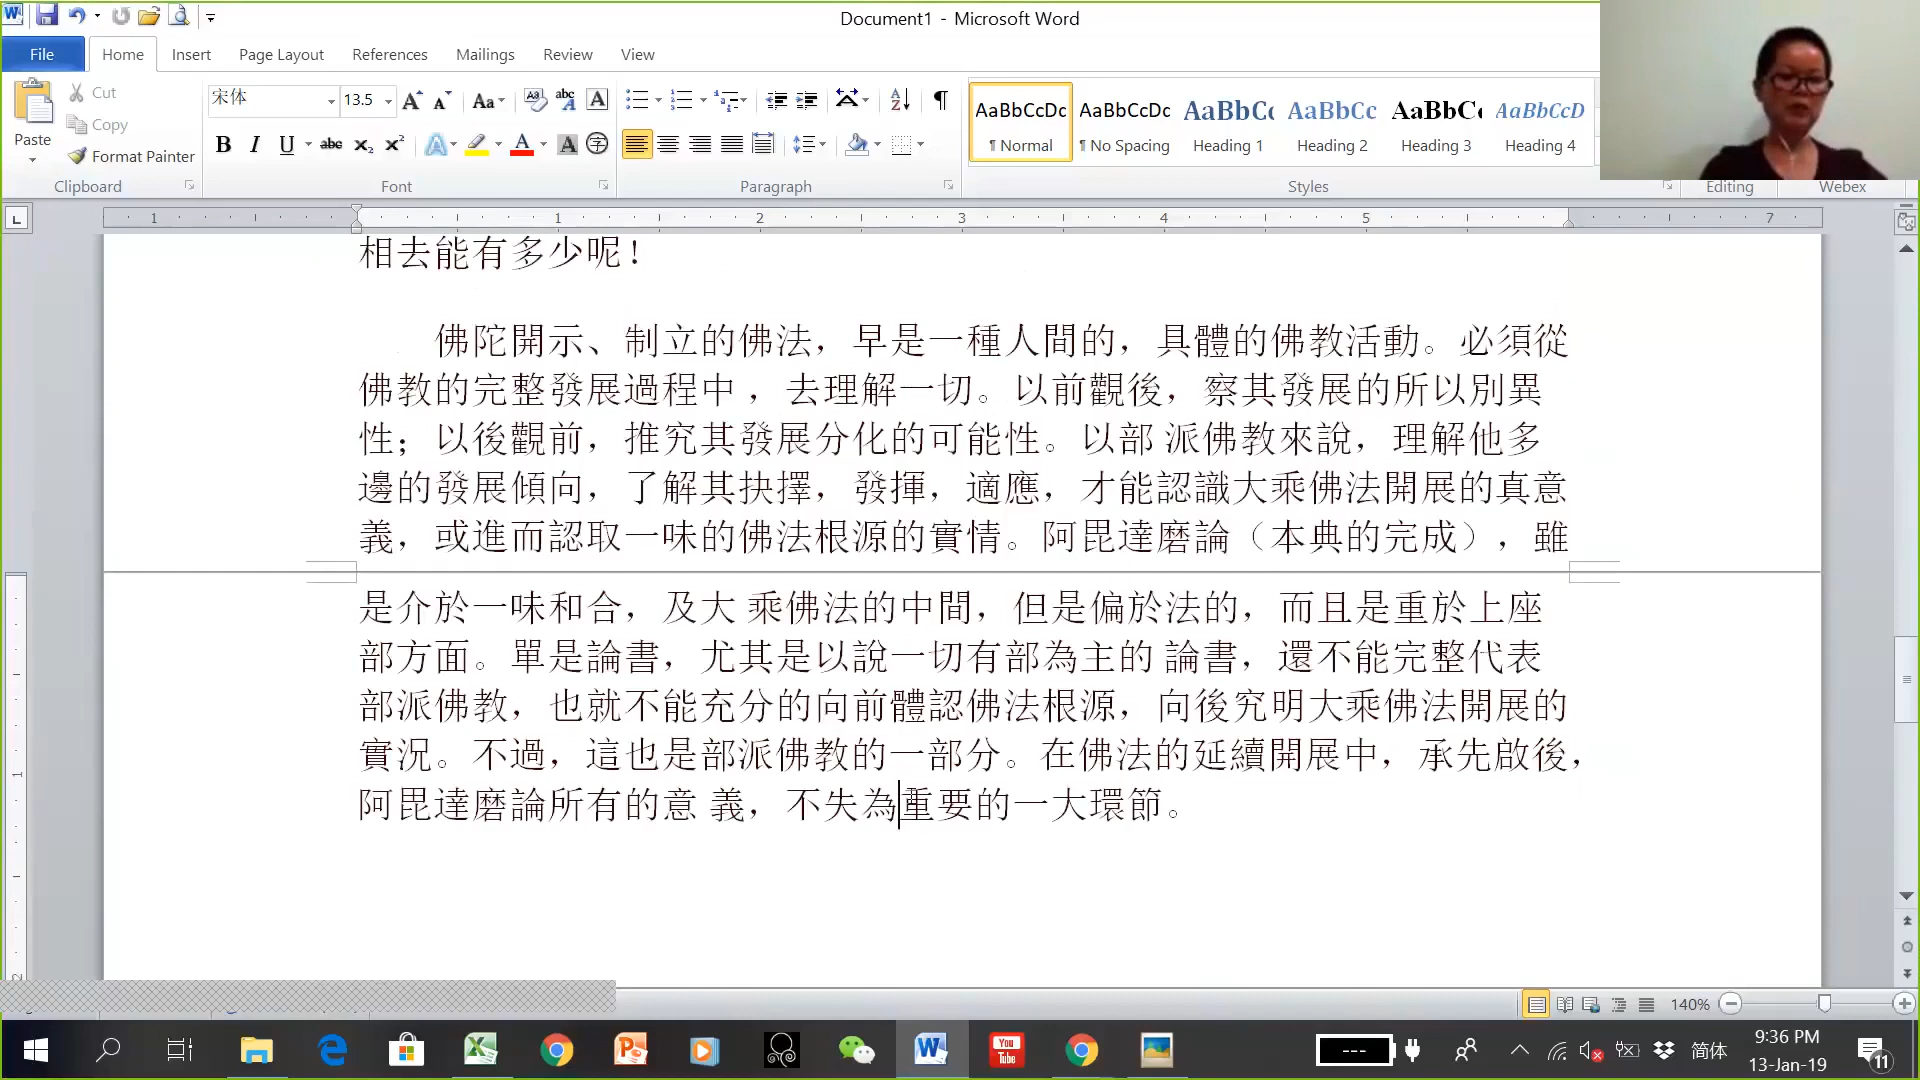 Document1 - Microsoft Word
File Home Insert Page Layout References Mailings Review View
Paste
Cut
Copy
Format Painter
Clipboard
宋体 13.5
Font
Paragraph
AaBbCcDc AaBbCcDc AaBbCc AaBbCc AaBbCc AaBbCcD
¶ Normal ¶ No Spacing Heading 1 Heading 2 Heading 3 Heading 4
Styles
Editing
Webex
1 1 2 3 4 5 7
相去能有多少呢！
佛陀開示、制立的佛法，早是一種人間的，具體的佛教活動。必須從
佛教的完整發展過程中 ，去理解一切。以前觀後，察其發展的所以別異
性；以後觀前，推究其發展分化的可能性。以部 派佛教來說，理解他多
邊的發展傾向，了解其抉擇，發揮，適應，才能認識大乘佛法開展的真意
義，或進而認取一味的佛法根源的實情。阿毘達磨論（本典的完成），雖
是介於一味和合，及大 乘佛法的中間，但是偏於法的，而且是重於上座
部方面。單是論書，尤其是以說一切有部為主的 論書，還不能完整代表
部派佛教，也就不能充分的向前體認佛法根源，向後究明大乘佛法開展的
實況。不過，這也是部派佛教的一部分。在佛法的延續開展中，承先啟後，
阿毘達磨論所有的意 義，不失為重要的一大環節。
140%
简体
9:36 PM
13-Jan-19
11